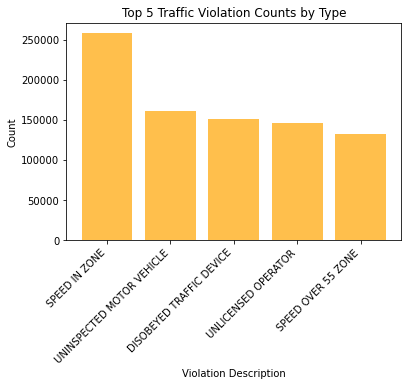 Top 5 Traffic Violation Counts by Type
250000
200000
150000
100000
50000
0
Count
SPEED IN ZONE
UNINSPECTED MOTOR VEHICLE
DISOBEYED TRAFFIC DEVICE
UNLICENSED OPERATOR
SPEED OVER 55 ZONE
Violation Description